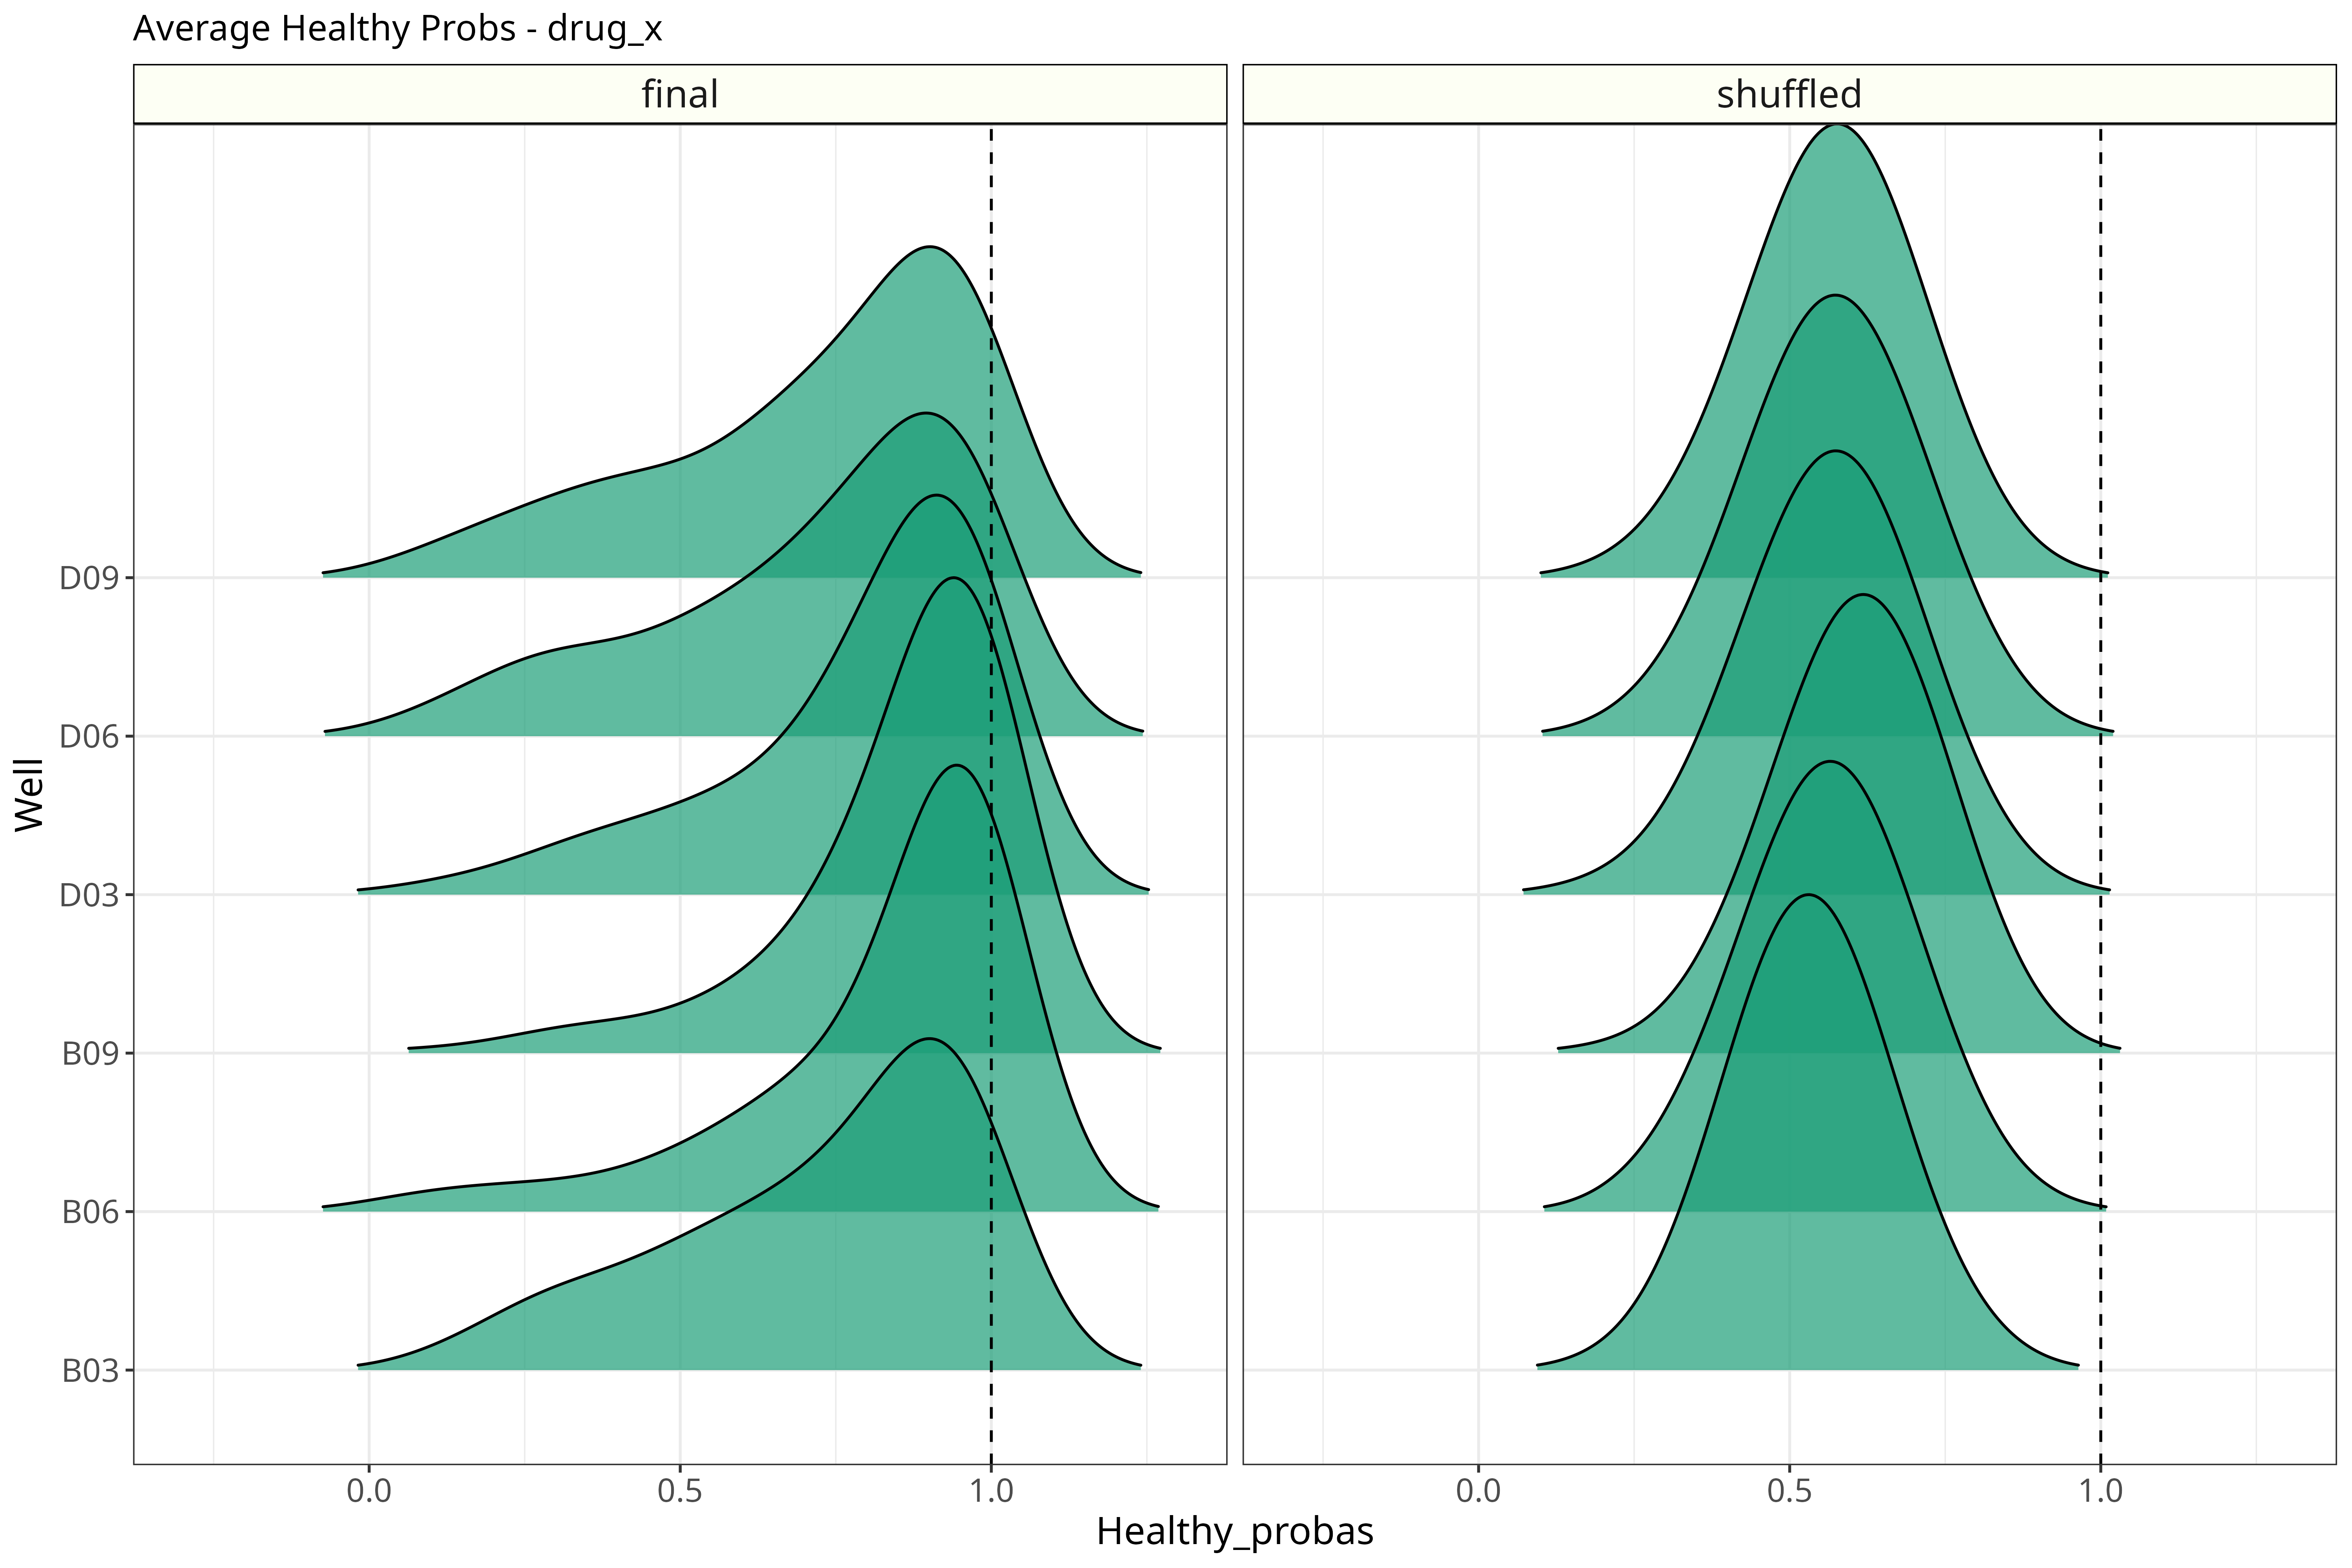 Average Healthy Probs - drug_x
final
shuffled
Well
D09
D06
D03
B09
B06
B03
0.0 0.5 1.0
0.0 0.5 1.0
Healthy_probas